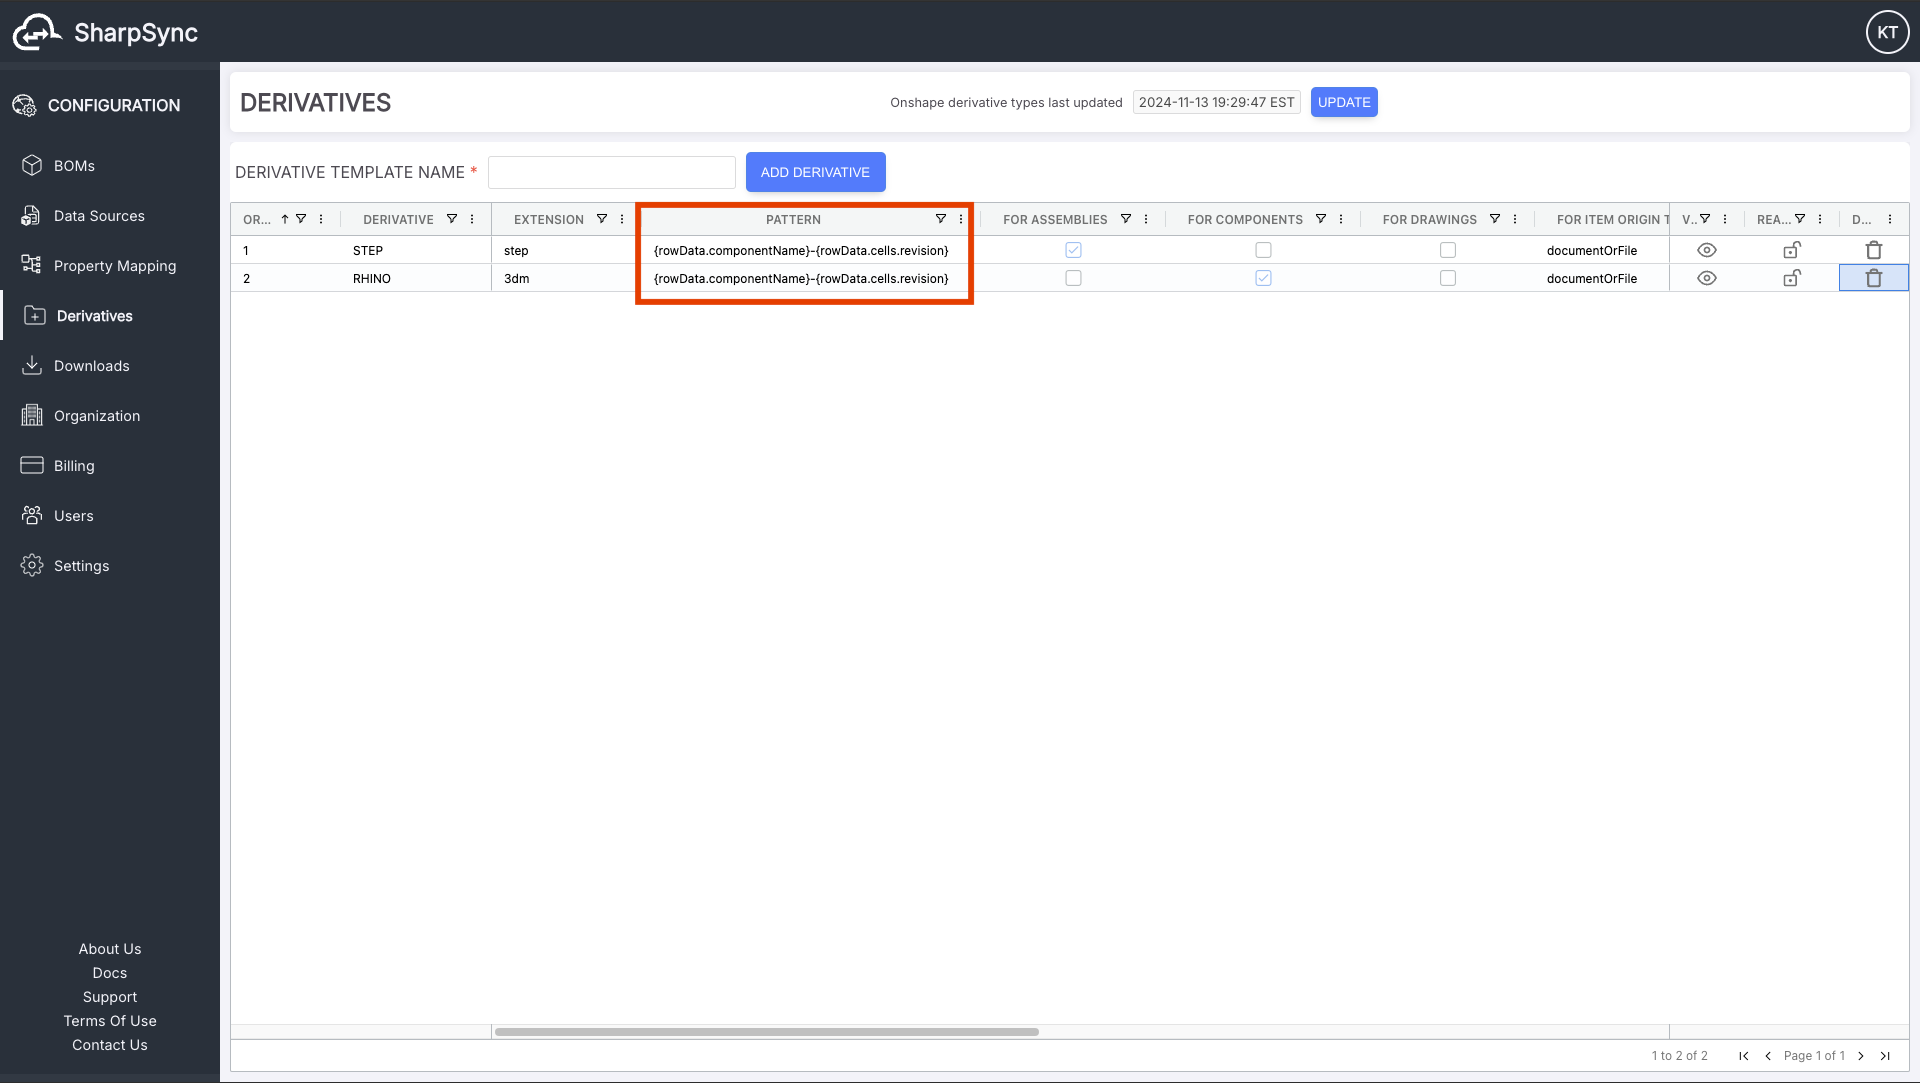 SharpSync
KT
CONFIGURATION
BOMs
Data Sources
Property Mapping
Derivatives
Downloads
Organization
Billing
Users
Settings
About Us
Docs
Support
Terms Of Use
Contact Us
DERIVATIVES
Onshape derivative types last updated 2024-11-13 19:29:47 EST UPDATE
DERIVATIVE TEMPLATE NAME * ADD DERIVATIVE
OR... DERIVATIVE EXTENSION PATTERN FOR ASSEMBLIES FOR COMPONENTS FOR DRAWINGS FOR ITEM ORIGIN T V... REA... D...
1 STEP step {rowData.componentName}-{rowData.cells.revision} documentOrFile
2 RHINO 3dm {rowData.componentName}-{rowData.cells.revision} documentOrFile
1 to 2 of 2 Page 1 of 1